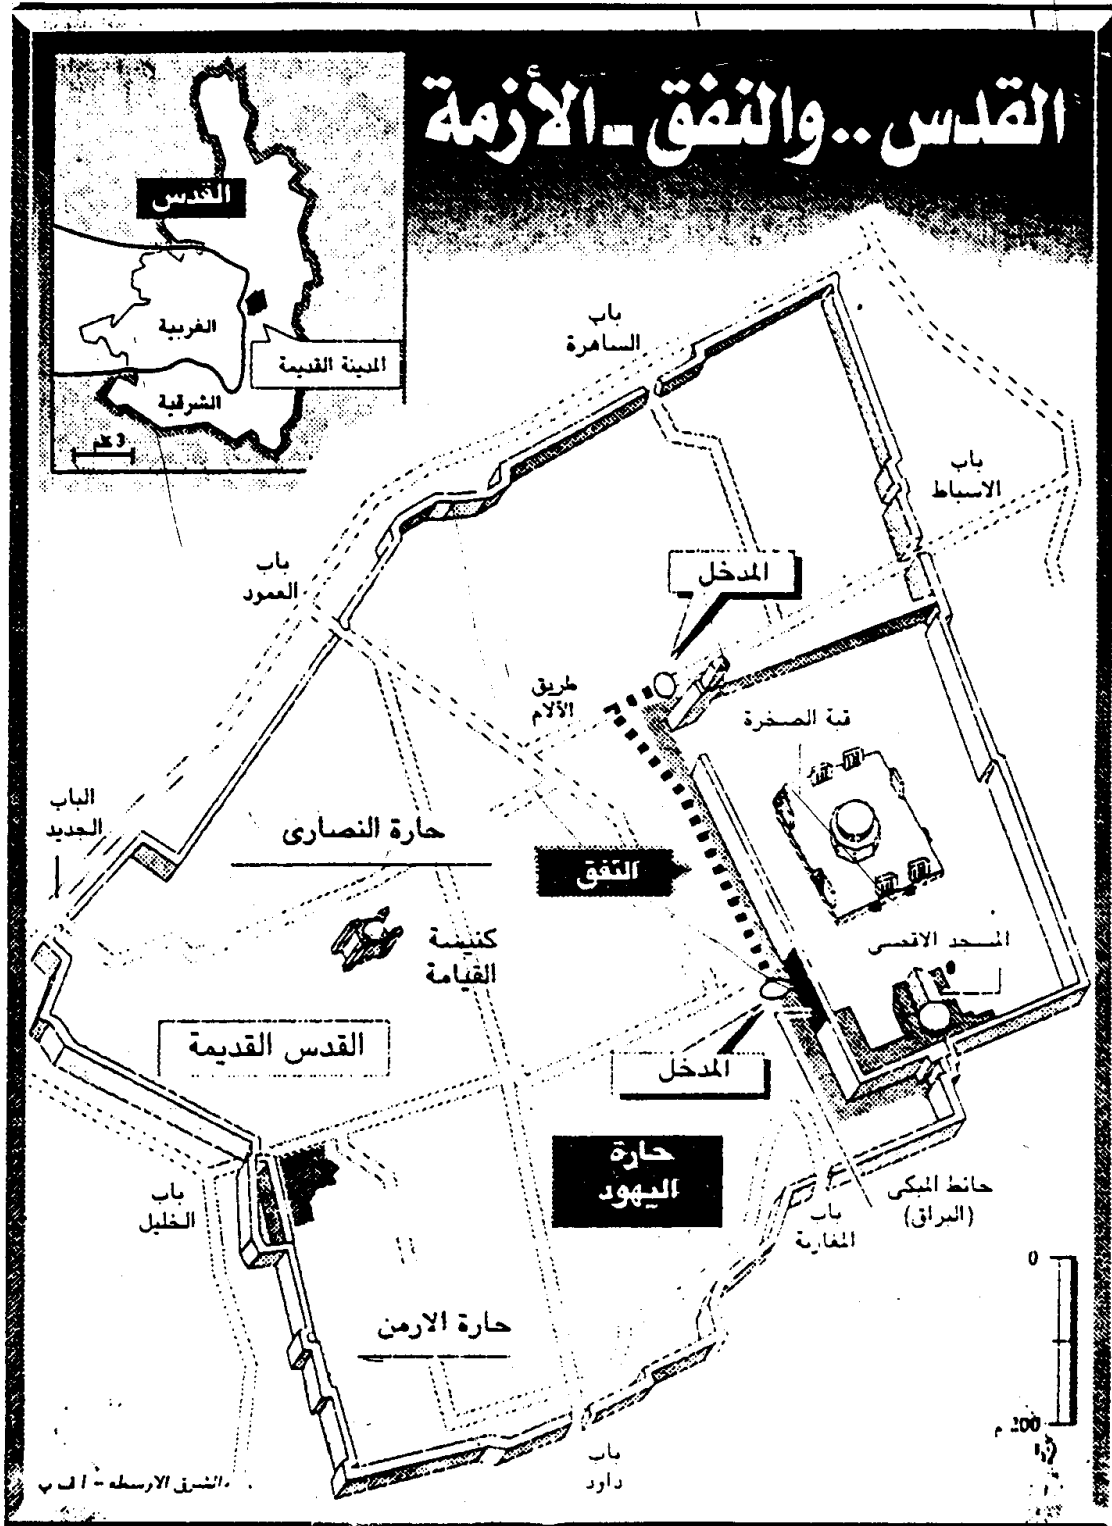 القدس..والنفق ـ الأزمة
القدس
الغربية
المدينة القديمة
الشرقية
3 كلم
باب
الساهرة
باب
الاسباط
باب
العمود
المدخل
طريق
الآلام
قبة الصخرة
الباب
الجديد
حارة النصارى
النفق
كنيسة
القيامة
المسجد الاقصى
القدس القديمة
المدخل
حارة
اليهود
باب
الخليل
حائط المبكى
(البراق)
باب
المغاربة
0
حارة الارمن
200 م
باب
داود
«الشرق الاوسط» - أ ف ب